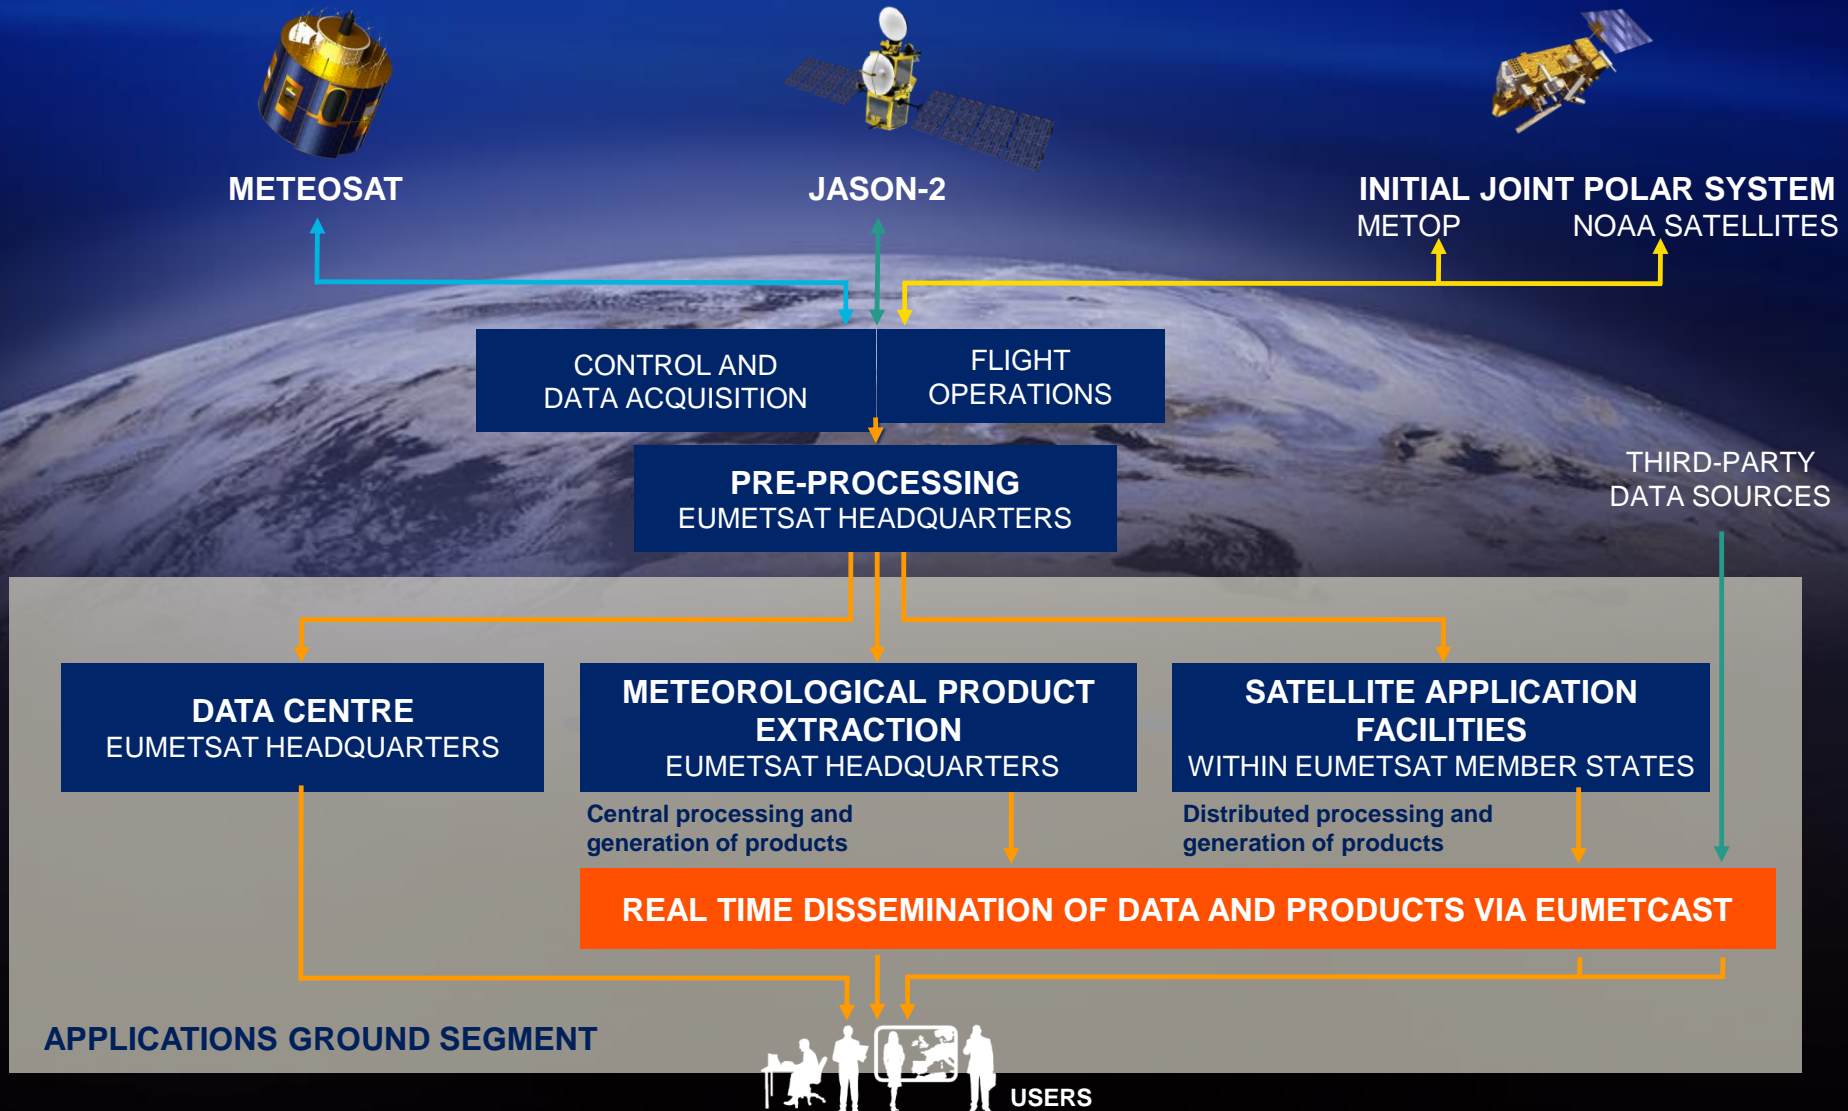 METEOSAT
JASON-2
INITIAL JOINT POLAR SYSTEM
METOP NOAA SATELLITES
CONTROL AND
DATA ACQUISITION
FLIGHT
OPERATIONS
PRE-PROCESSING
EUMETSAT HEADQUARTERS
THIRD-PARTY
DATA SOURCES
DATA CENTRE
EUMETSAT HEADQUARTERS
METEOROLOGICAL PRODUCT
EXTRACTION
EUMETSAT HEADQUARTERS
SATELLITE APPLICATION
FACILITIES
WITHIN EUMETSAT MEMBER STATES
Central processing and
generation of products
Distributed processing and
generation of products
REAL TIME DISSEMINATION OF DATA AND PRODUCTS VIA EUMETCAST
APPLICATIONS GROUND SEGMENT
USERS